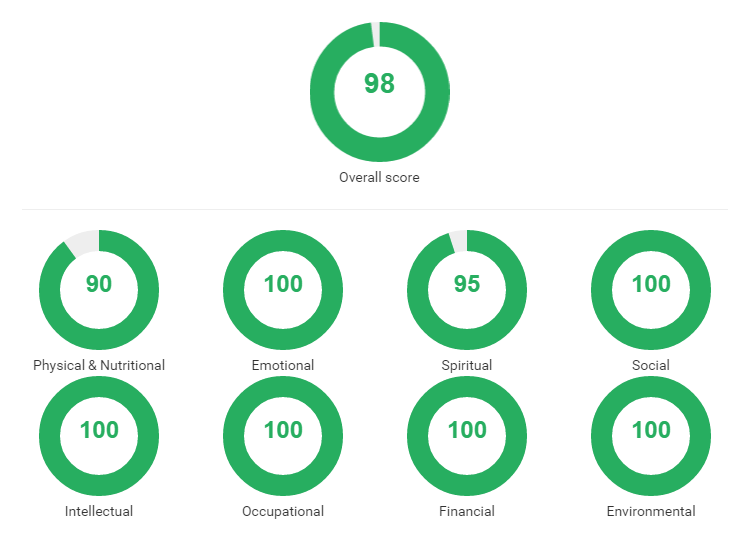 98
Overall score
90 100 95 100
Physical & Nutritional Emotional Spiritual Social
100 100 100 100
Intellectual Occupational Financial Environmental